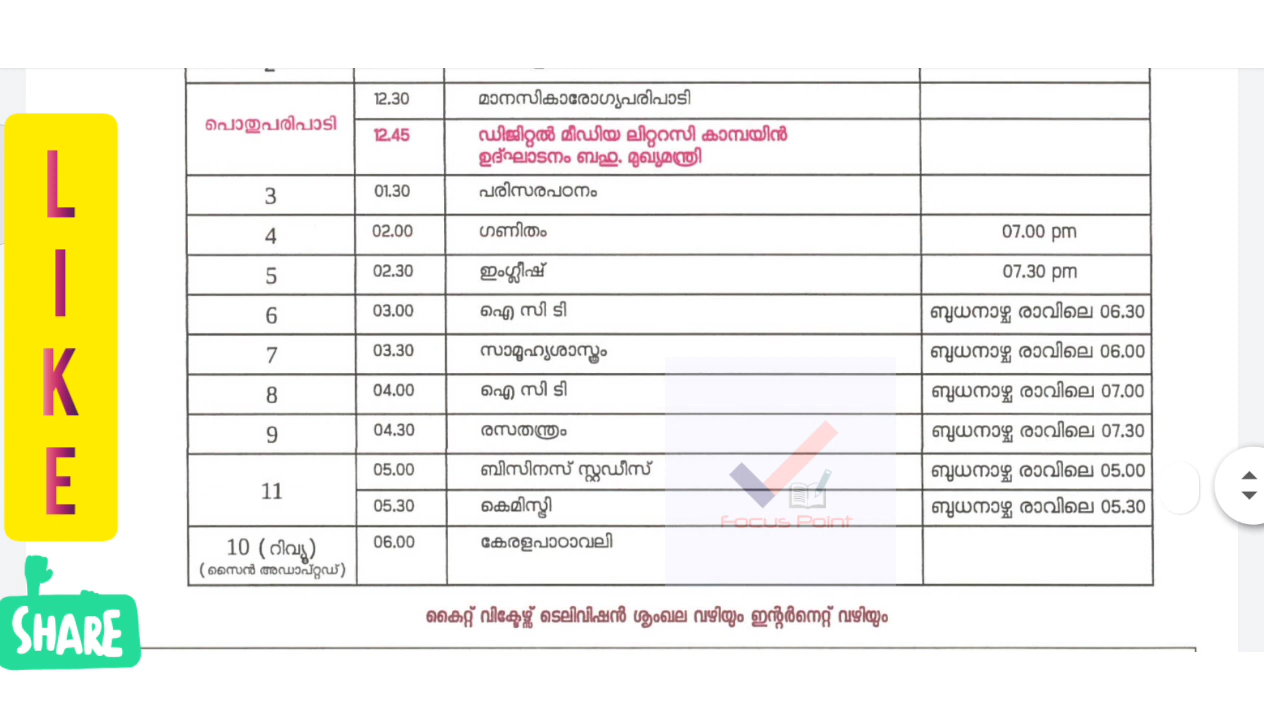 പൊതുപരിപാടി
12.30 മാനസികാരോഗ്യപരിപാടി
12.45 ഡിജിറ്റൽ മീഡിയ ലിറ്ററസി കാമ്പയിൻ
ഉദ്ഘാടനം ബഹു. മുഖ്യമന്ത്രി
3 01.30 പരിസരപഠനം
4 02.00 ഗണിതം 07.00 pm
5 02.30 ഇംഗ്ലീഷ് 07.30 pm
6 03.00 ഐ സി ടി ബുധനാഴ്ച രാവിലെ 06.30
7 03.30 സാമൂഹ്യശാസ്ത്രം ബുധനാഴ്ച രാവിലെ 06.00
8 04.00 ഐ സി ടി ബുധനാഴ്ച രാവിലെ 07.00
9 04.30 രസതന്ത്രം ബുധനാഴ്ച രാവിലെ 07.30
11 05.00 ബിസിനസ് സ്റ്റഡീസ് ബുധനാഴ്ച രാവിലെ 05.00
05.30 കെമിസ്ട്രി ബുധനാഴ്ച രാവിലെ 05.30
10 (റിവ്യൂ) 06.00 കേരളപാഠാവലി
(സൈൻ അഡാപ്റ്റഡ്)
കൈറ്റ് വിക്ടേഴ്സ് ടെലിവിഷൻ ശൃംഖല വഴിയും ഇന്റർനെറ്റ് വഴിയും
Focus Point
LIKE
SHARE